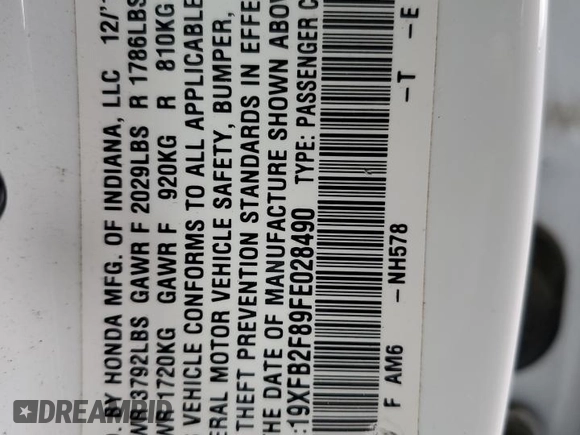 BY HONDA MFG. OF INDIANA, LLC 12/
3792LBS GAWR F 2029LBS R 1786LBS
1720KG GAWR F 920KG R 810KG
VEHICLE CONFORMS TO ALL APPLICABLE
MOTOR VEHICLE SAFETY, BUMPER,
THEFT PREVENTION STANDARDS IN EFFE
THE DATE OF MANUFACTURE SHOWN ABOV
:19XFB2F89FE028490 TYPE: PASSENGER C
F AM6 -NH578 -T -E
DREAMBID